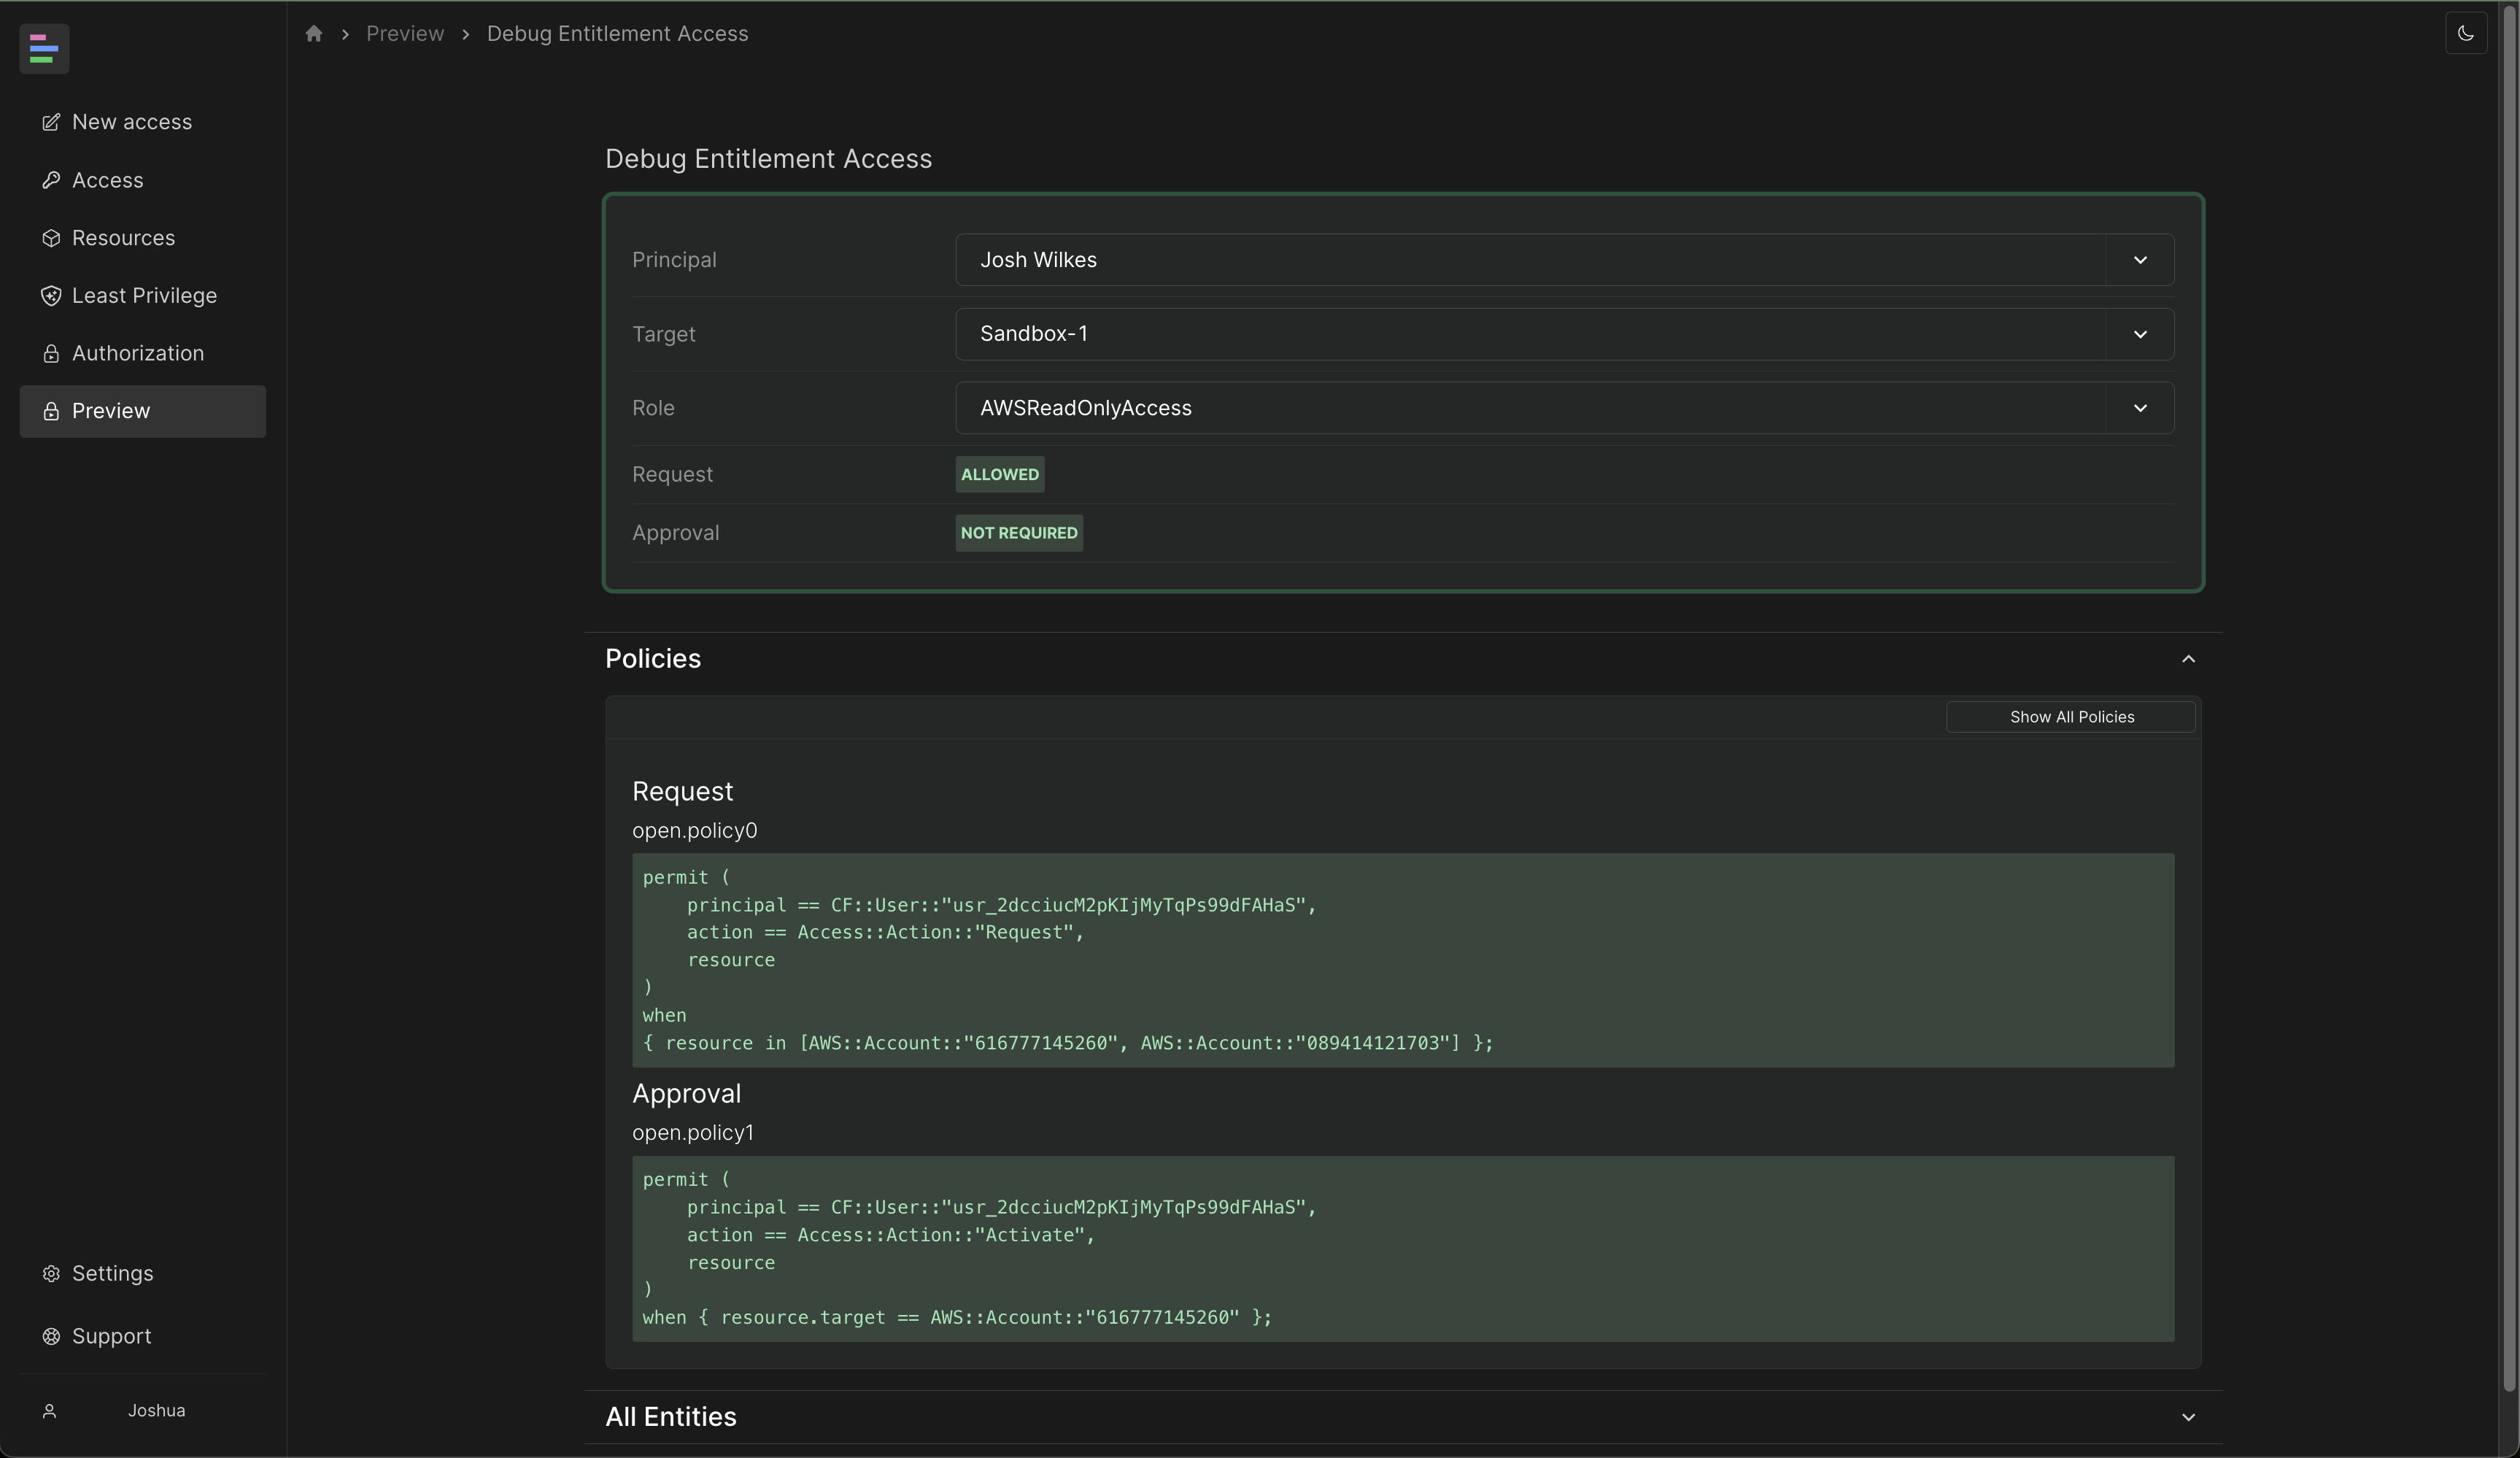 Preview
Debug Entitlement Access
New access
Access
Resources
Least Privilege
Authorization
Preview
Settings
Support
Joshua
Debug Entitlement Access
Principal
Josh Wilkes
Target
Sandbox-1
Role
AWSReadOnlyAccess
Request
ALLOWED
Approval
NOT REQUIRED
Policies
Show All Policies
Request
open.policy0
permit (
    principal == CF::User::"usr_2dcciucM2pKIjMyTqPs99dFAHaS",
    action == Access::Action::"Request",
    resource
)
when
{ resource in [AWS::Account::"616777145260", AWS::Account::"089414121703"] };
Approval
open.policy1
permit (
    principal == CF::User::"usr_2dcciucM2pKIjMyTqPs99dFAHaS",
    action == Access::Action::"Activate",
    resource
)
when { resource.target == AWS::Account::"616777145260" };
All Entities